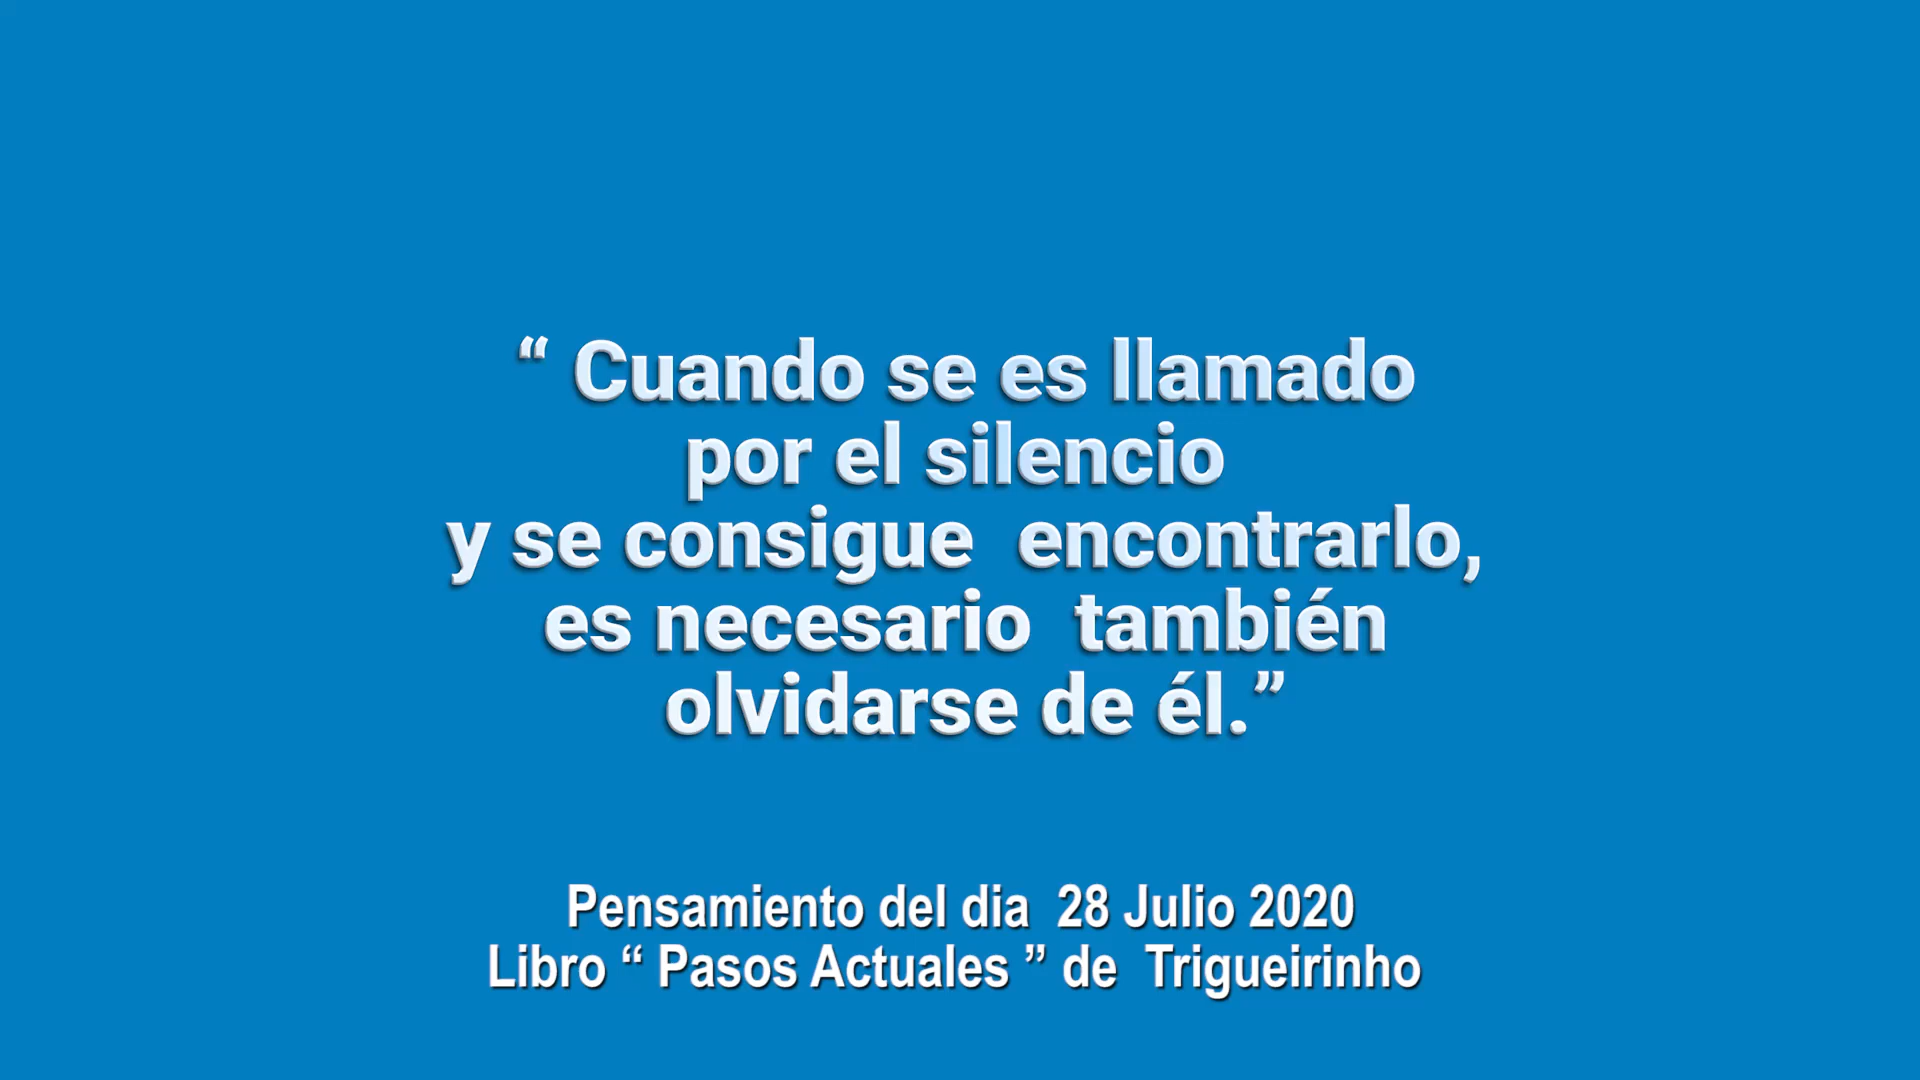 “ Cuando se es llamado
por el silencio
y se consigue encontrarlo,
es necesario también
olvidarse de él.”
Pensamiento del dia 28 Julio 2020
Libro “ Pasos Actuales ” de Trigueirinho